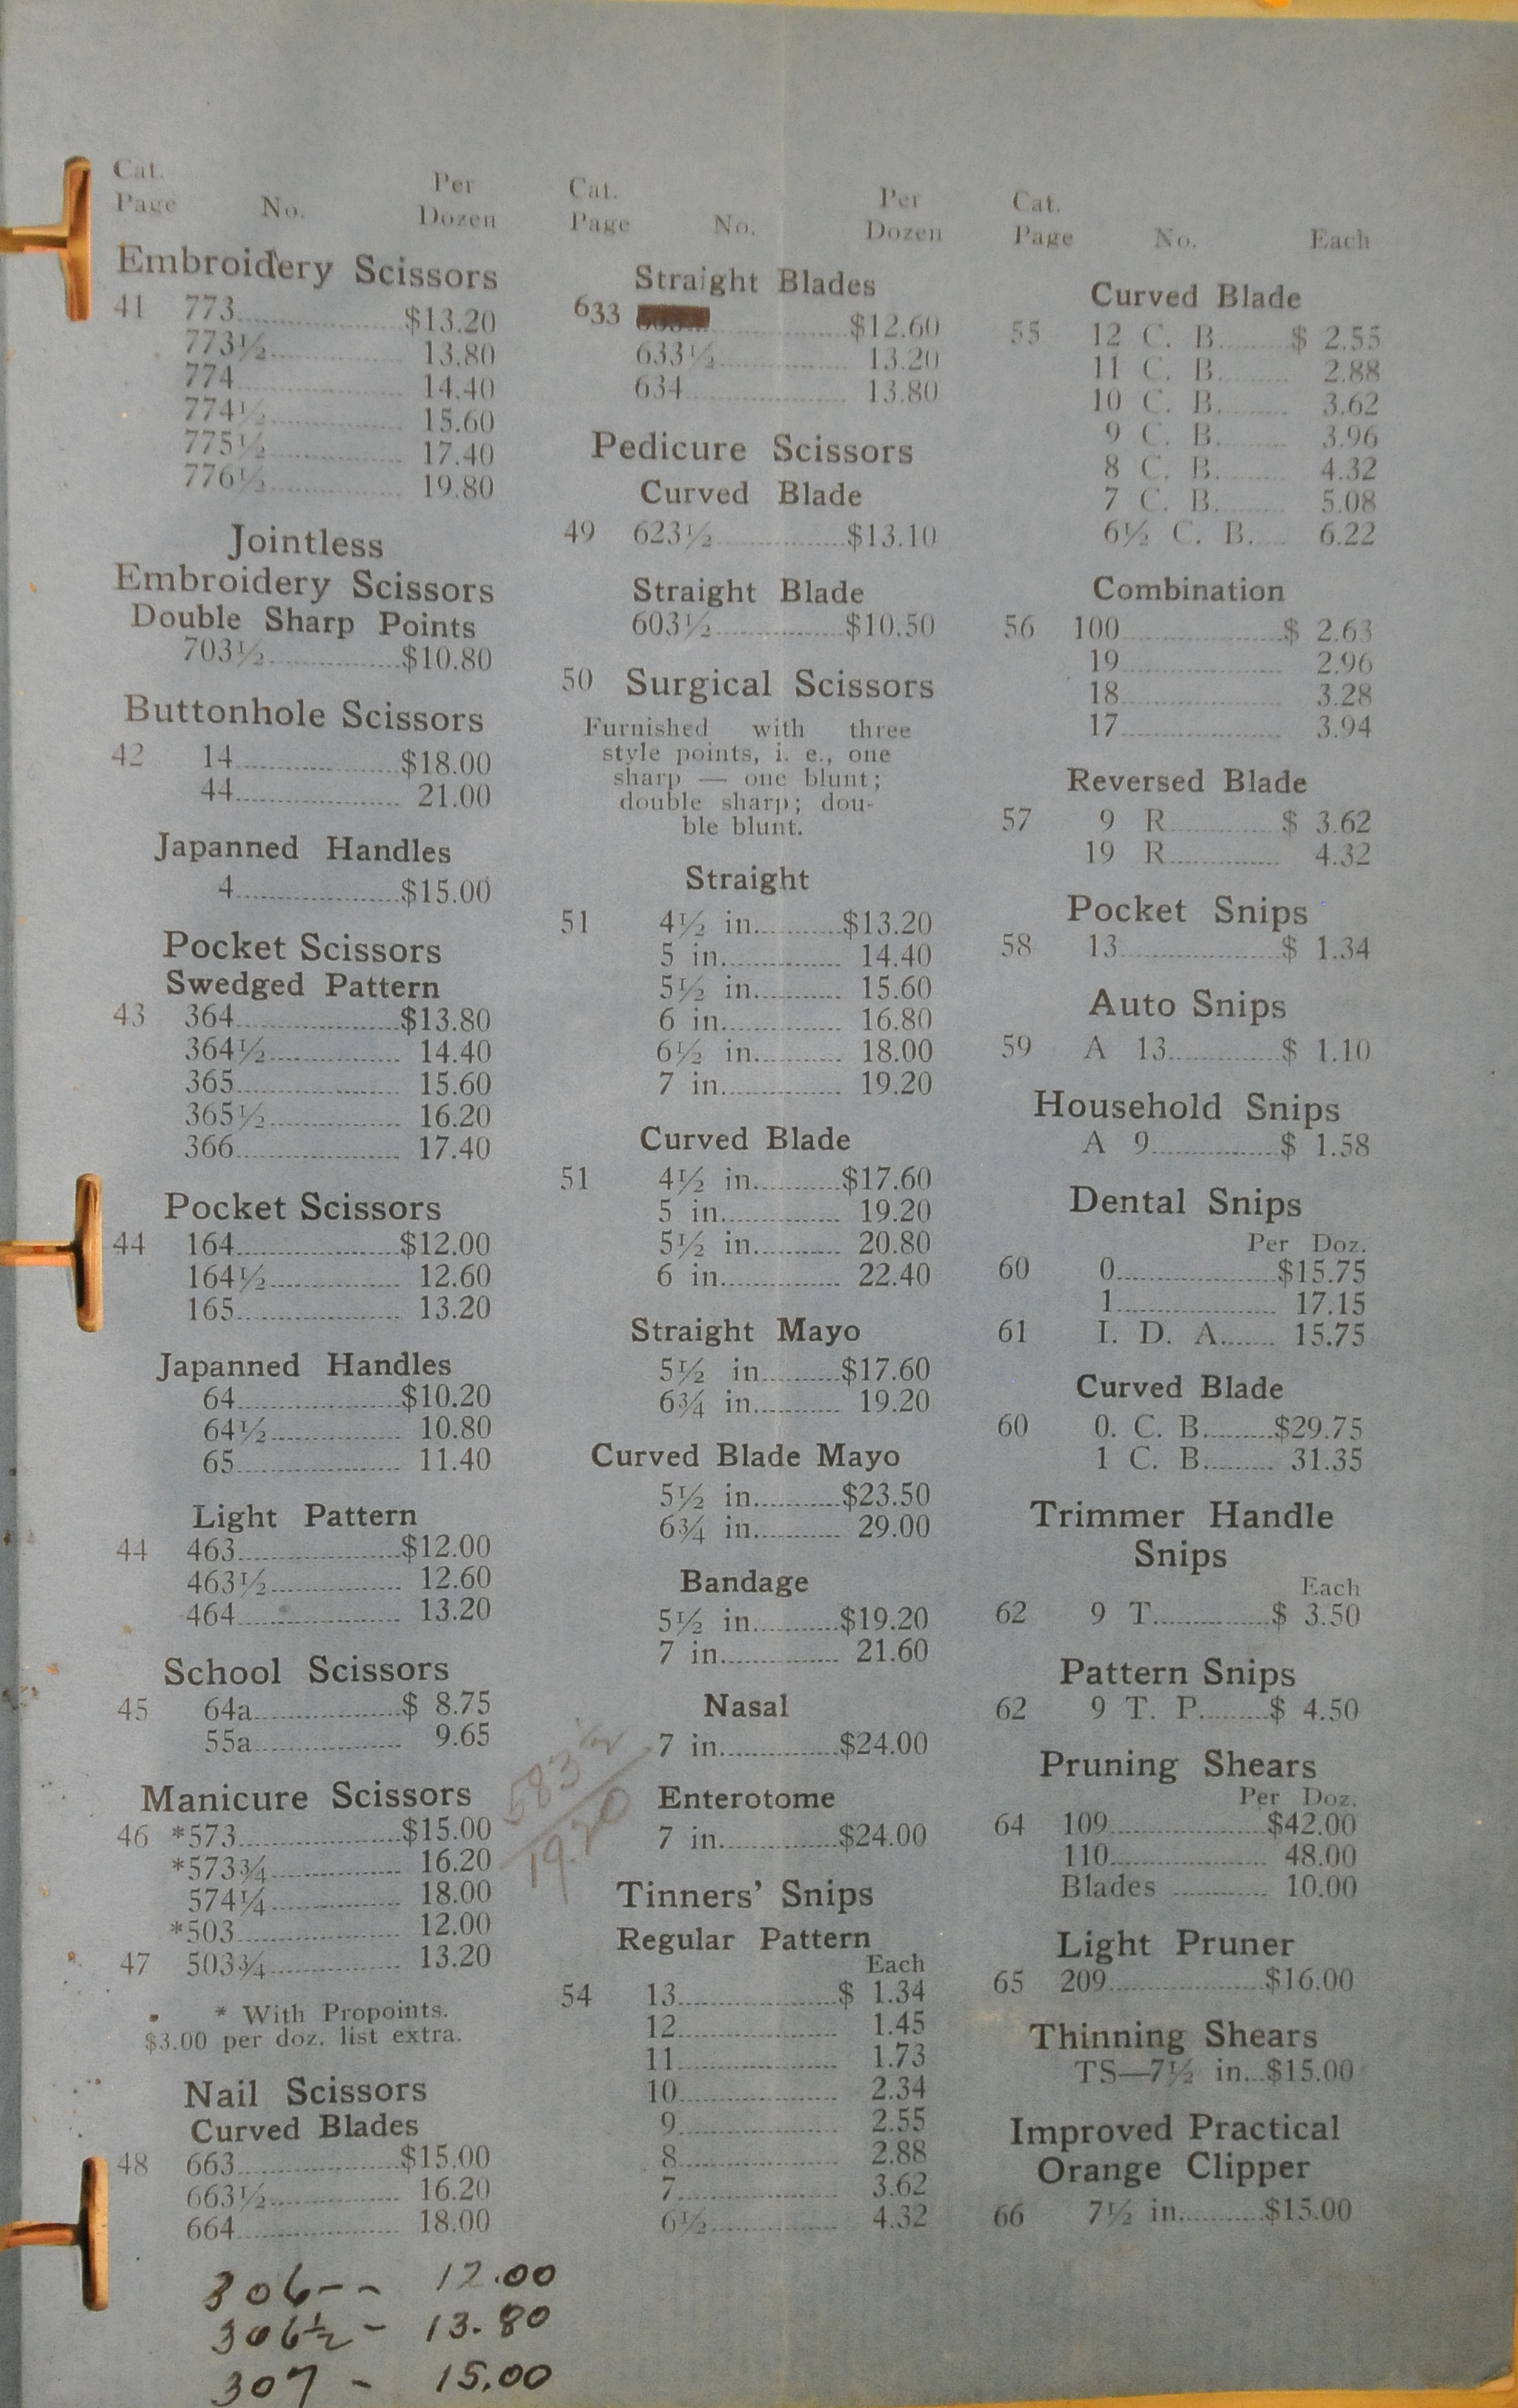 Cat.
Page No. Per Dozen
Embroidery Scissors
41 773 $13.20
773½ 13.80
774 14.40
774½ 15.60
775½ 17.40
776½ 19.80
Jointless
Embroidery Scissors
Double Sharp Points
703½ $10.80
Buttonhole Scissors
42 14 $18.00
44 21.00
Japanned Handles
4 $15.00
Pocket Scissors
Swedged Pattern
43 364 $13.80
364½ 14.40
365 15.60
365½ 16.20
366 17.40
Pocket Scissors
44 164 $12.00
164½ 12.60
165 13.20
Japanned Handles
64 $10.20
64½ 10.80
65 11.40
Light Pattern
44 463 $12.00
463½ 12.60
464 13.20
School Scissors
45 64a $ 8.75
55a 9.65
Manicure Scissors
46 *573 $15.00
*573¾ 16.20
574¼ 18.00
*503 12.00
47 503¾ 13.20
* With Propoints.
$3.00 per doz. list extra.
Nail Scissors
Curved Blades
48 663 $15.00
663½ 16.20
664 18.00
306-- 12.00
306½ - 13.80
307 - 15.00
583½
19.20
Cat.
Page No. Per Dozen
Straight Blades
633 $12.60
633½ 13.20
634 13.80
Pedicure Scissors
Curved Blade
49 623½ $13.10
Straight Blade
603½ $10.50
50 Surgical Scissors
Furnished with three
style points, i. e., one
sharp — one blunt;
double sharp; dou-
ble blunt.
Straight
51 4½ in. $13.20
5 in. 14.40
5½ in. 15.60
6 in. 16.80
6½ in. 18.00
7 in. 19.20
Curved Blade
51 4½ in. $17.60
5 in. 19.20
5½ in. 20.80
6 in. 22.40
Straight Mayo
5½ in. $17.60
6¾ in. 19.20
Curved Blade Mayo
5½ in. $23.50
6¾ in. 29.00
Bandage
5½ in. $19.20
7 in. 21.60
Nasal
7 in. $24.00
Enterotome
7 in. $24.00
Tinners' Snips
Regular Pattern
Each
54 13 $ 1.34
12 1.45
11 1.73
10 2.34
9 2.55
8 2.88
7 3.62
6½ 4.32
Cat.
Page No. Each
Curved Blade
55 12 C. B. $ 2.55
11 C. B. 2.88
10 C. B. 3.62
9 C. B. 3.96
8 C. B. 4.32
7 C. B. 5.08
6½ C. B. 6.22
Combination
56 100 $ 2.63
19 2.96
18 3.28
17 3.94
Reversed Blade
57 9 R $ 3.62
19 R 4.32
Pocket Snips
58 13 $ 1.34
Auto Snips
59 A 13 $ 1.10
Household Snips
A 9 $ 1.58
Dental Snips
Per Doz.
60 0 $15.75
1 17.15
61 I. D. A. 15.75
Curved Blade
60 0. C. B. $29.75
1 C. B. 31.35
Trimmer Handle
Snips
Each
62 9 T. $ 3.50
Pattern Snips
62 9 T. P. $ 4.50
Pruning Shears
Per Doz.
64 109 $42.00
110 48.00
Blades 10.00
Light Pruner
65 209 $16.00
Thinning Shears
TS—7½ in. $15.00
Improved Practical
Orange Clipper
66 7½ in. $15.00